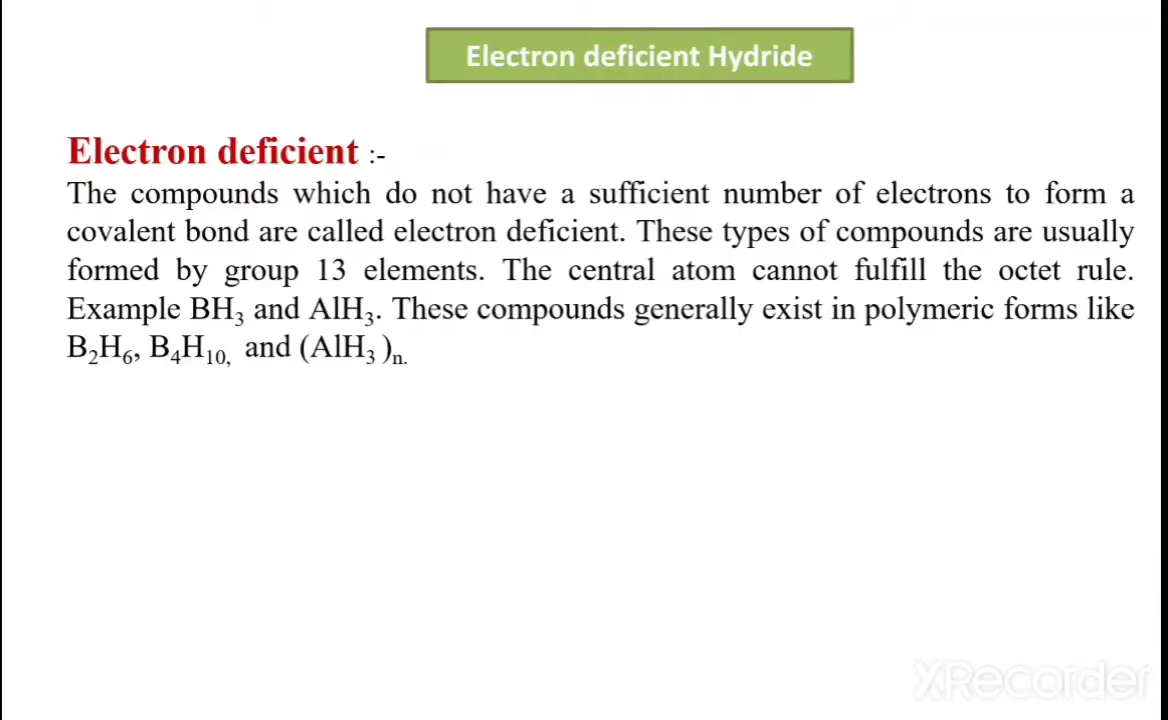 Electron deficient Hydride
Electron deficient :-
The compounds which do not have a sufficient number of electrons to form a
covalent bond are called electron deficient. These types of compounds are usually
formed by group 13 elements. The central atom cannot fulfill the octet rule.
Example BH₃ and AlH₃. These compounds generally exist in polymeric forms like
B₂H₆, B₄H₁₀, and (AlH₃ )ₙ.
XRecorder